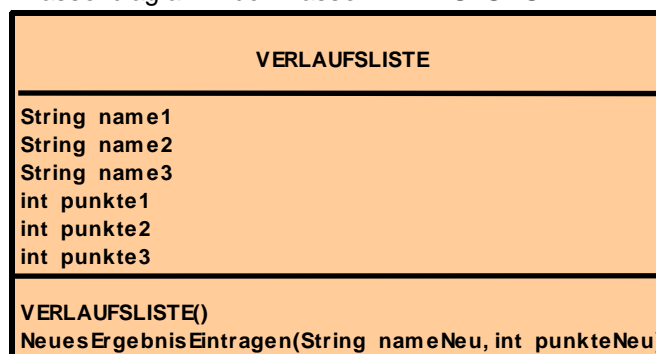 VERLAUFSLISTE
String name1
String name2
String name3
int punkte1
int punkte2
int punkte3
VERLAUFSLISTE()
NeuesErgebnisEintragen(String nameNeu, int punkteNeu)